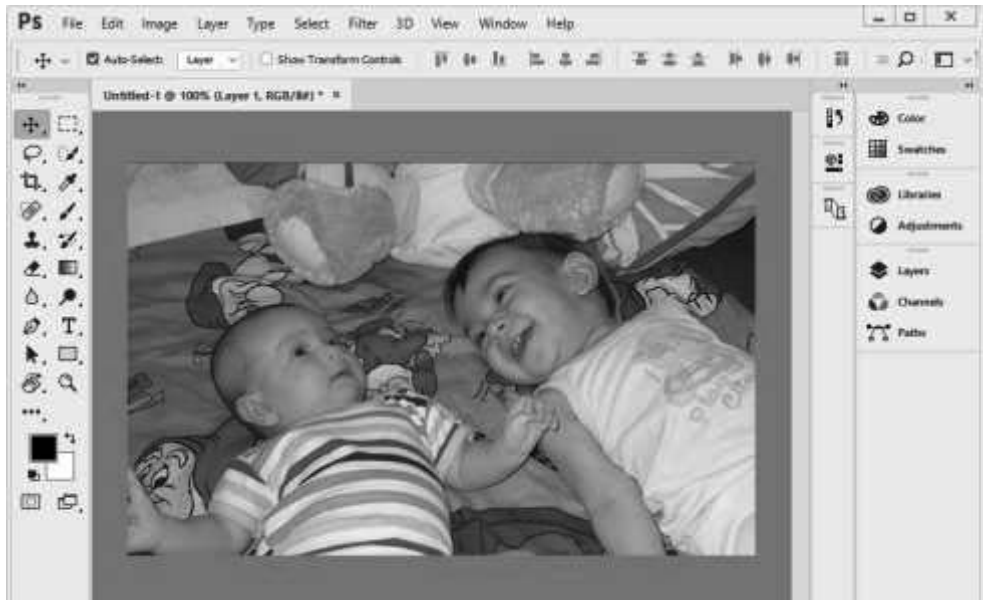 Ps File Edit Image Layer Type Select Filter 3D View Window Help
Auto-Select: Layer Show Transform Controls
Untitled-1 @ 100% (Layer 1, RGB/8#) *
Color
Swatches
Libraries
Adjustments
Layers
Channels
Paths